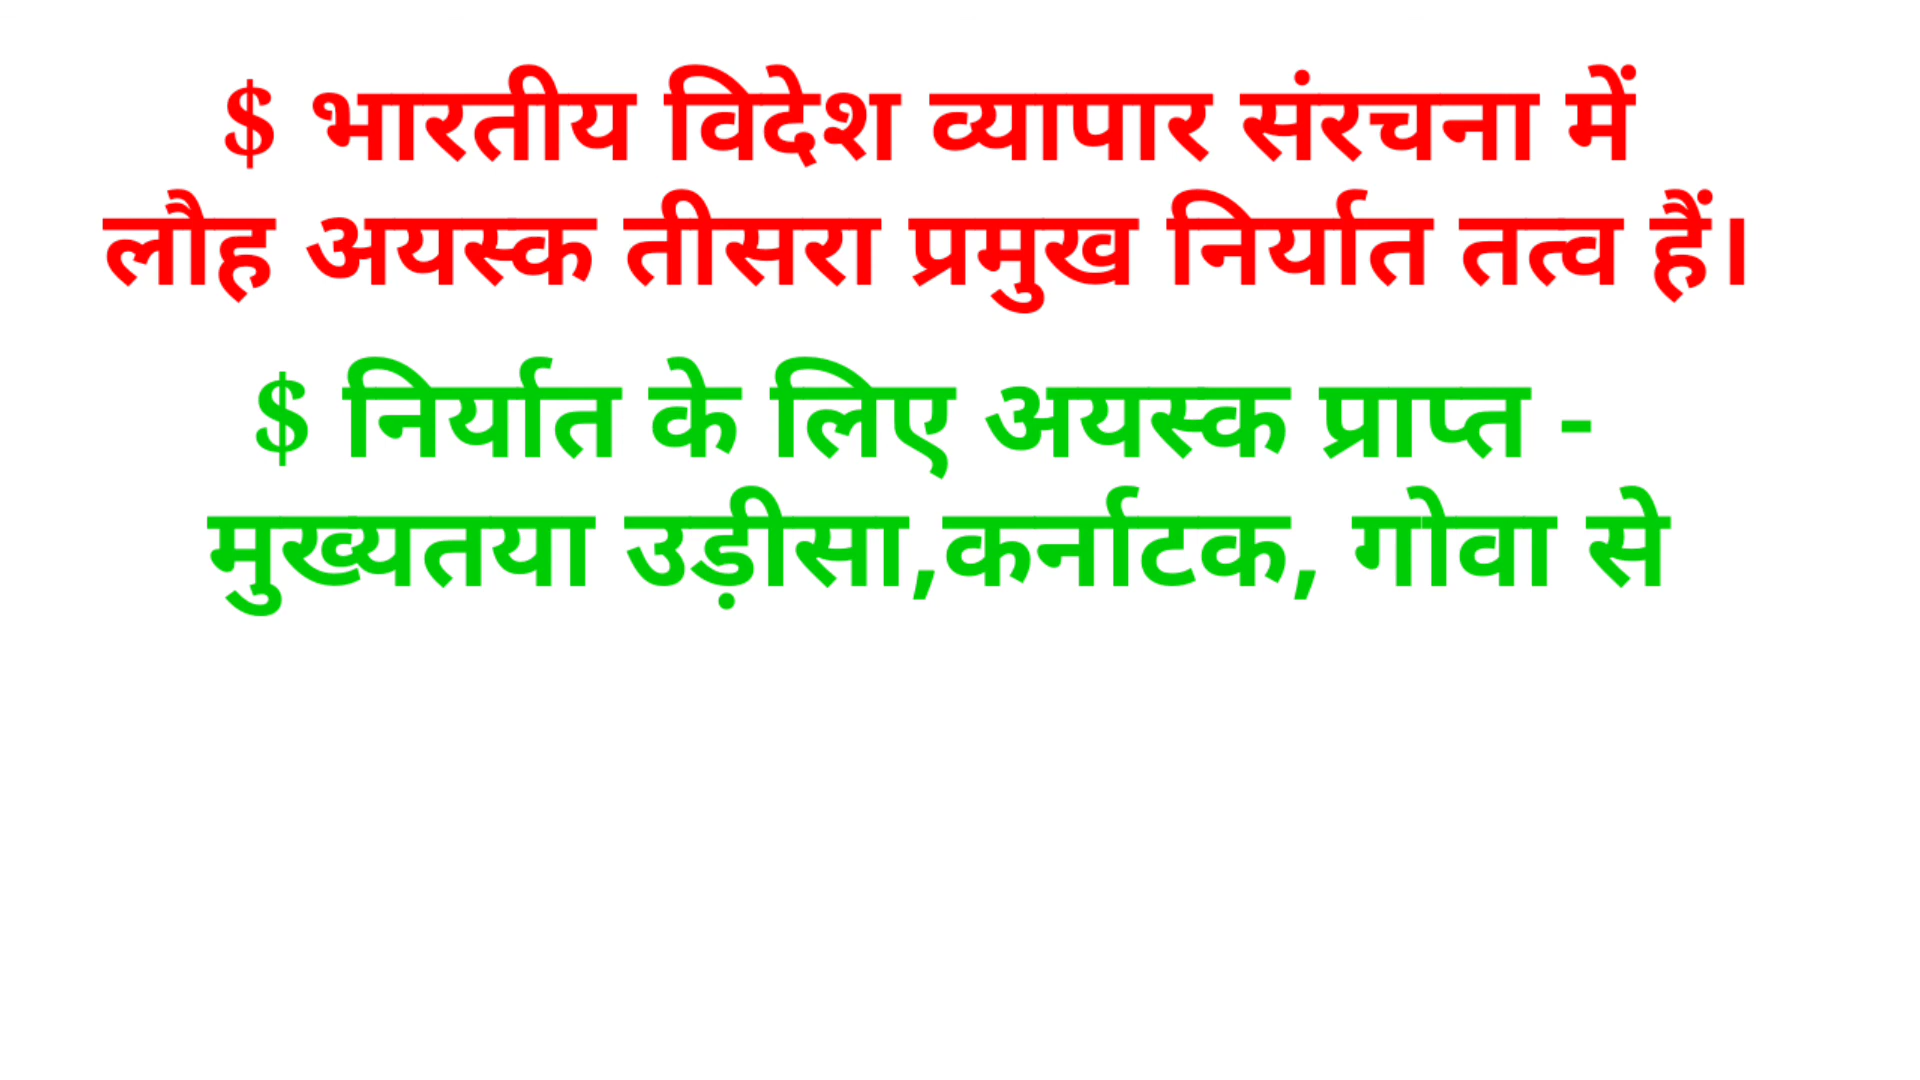 $ भारतीय विदेश व्यापार संरचना में
लौह अयस्क तीसरा प्रमुख निर्यात तत्व हैं।
$ निर्यात के लिए अयस्क प्राप्त -
मुख्यतया उड़ीसा,कर्नाटक, गोवा से